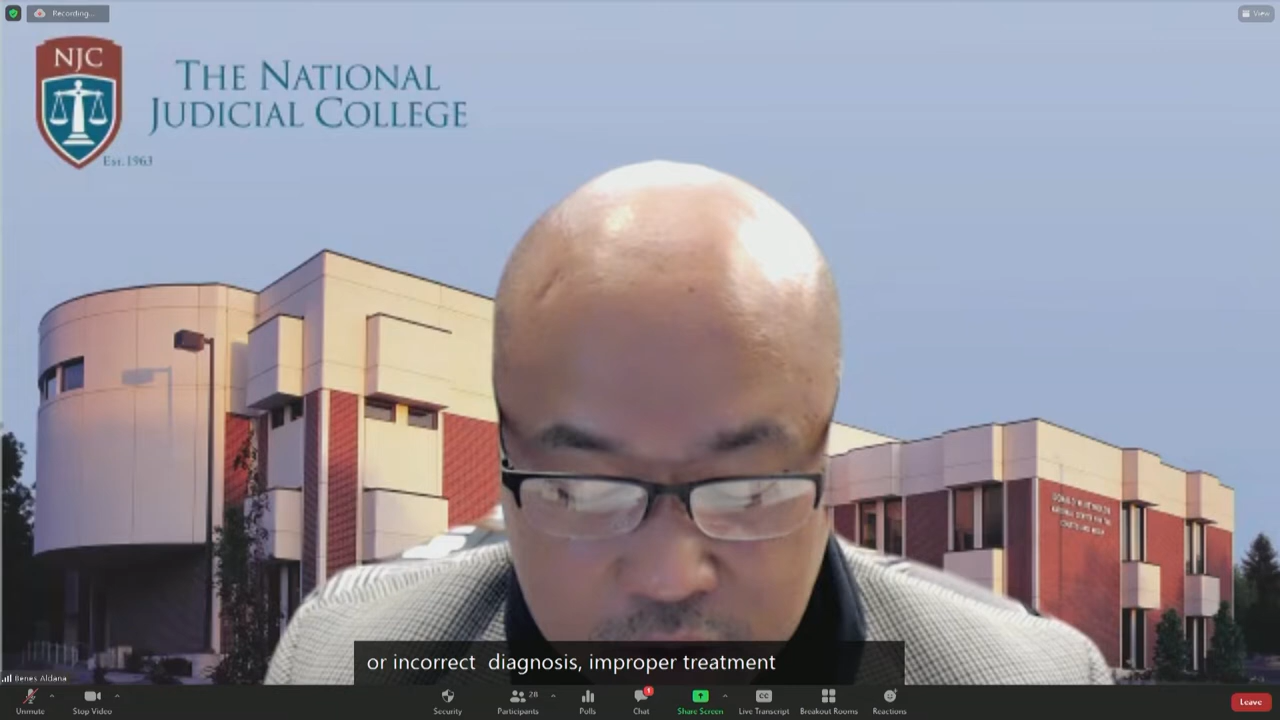 Recording...
View
NJC
THE NATIONAL
JUDICIAL COLLEGE
Est. 1963
or incorrect  diagnosis, improper treatment
Benes Aldana
Unmute
Stop Video
Security
28
Participants
Polls
1
Chat
Share Screen
CC
Live Transcript
Breakout Rooms
Reactions
Leave